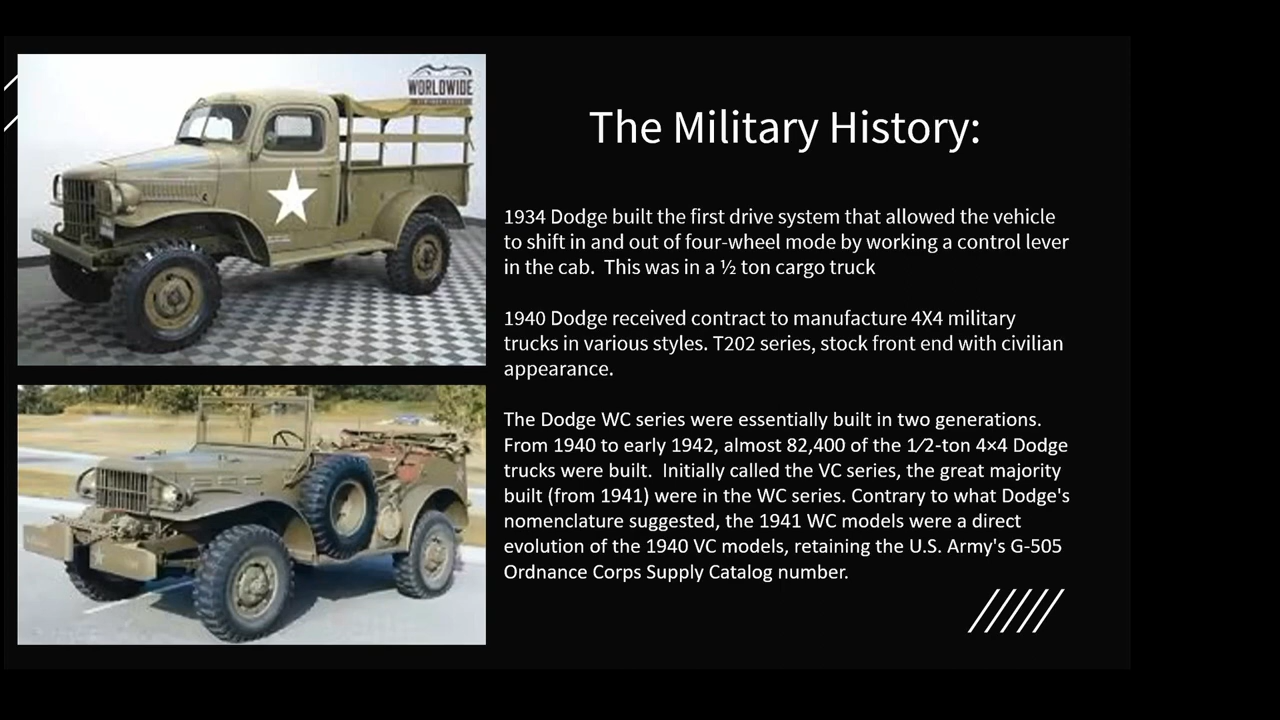 WORLDWIDE
The Military History:
1934 Dodge built the first drive system that allowed the vehicle
to shift in and out of four-wheel mode by working a control lever
in the cab.  This was in a ½ ton cargo truck
1940 Dodge received contract to manufacture 4X4 military
trucks in various styles. T202 series, stock front end with civilian
appearance.
The Dodge WC series were essentially built in two generations.
From 1940 to early 1942, almost 82,400 of the 1⁄2-ton 4×4 Dodge
trucks were built.  Initially called the VC series, the great majority
built (from 1941) were in the WC series. Contrary to what Dodge's
nomenclature suggested, the 1941 WC models were a direct
evolution of the 1940 VC models, retaining the U.S. Army's G-505
Ordnance Corps Supply Catalog number.